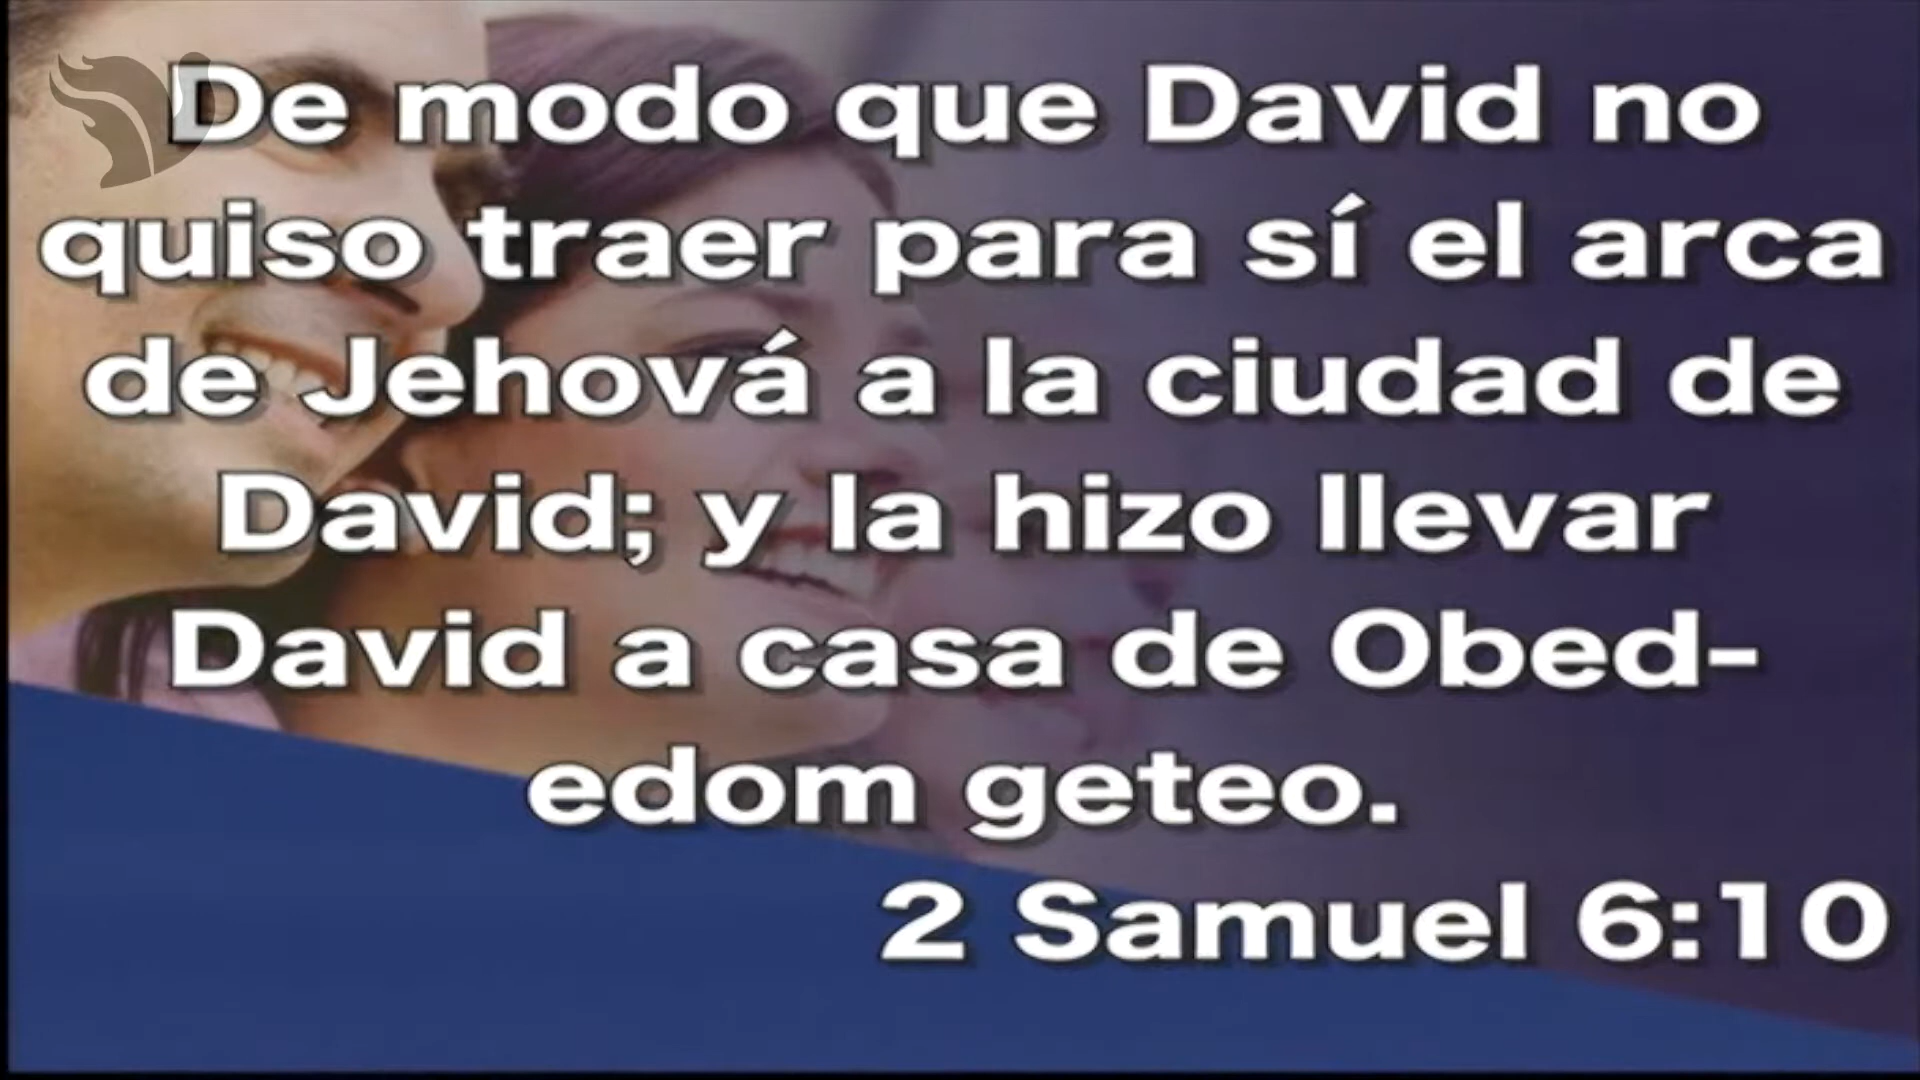 De modo que David no
quiso traer para sí el arca
de Jehová a la ciudad de
David; y la hizo llevar
David a casa de Obed-
edom geteo.
2 Samuel 6:10